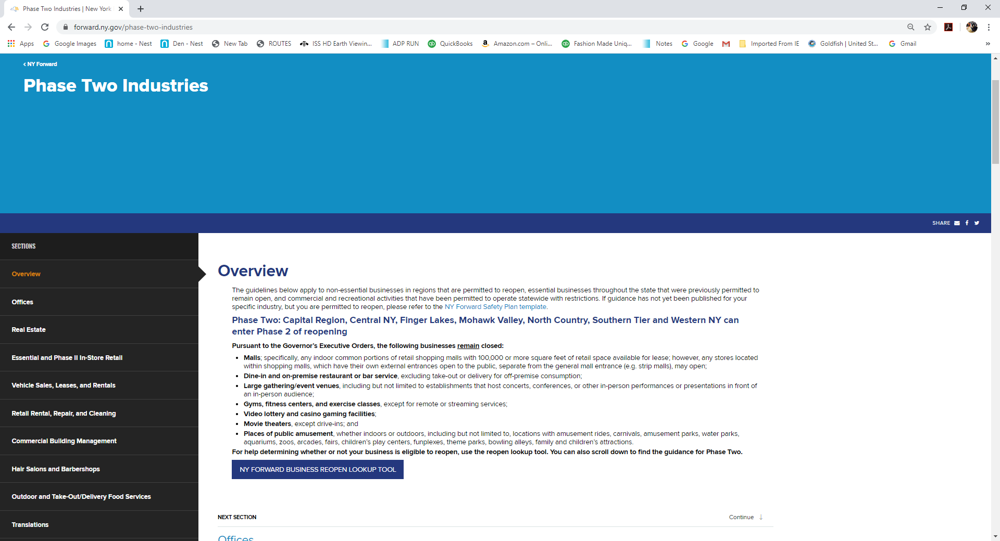 Phase Two Industries | New York
forward.ny.gov/phase-two-industries
Apps Google Images home - Nest Den - Nest New Tab ROUTES ISS HD Earth Viewin... ADP RUN QuickBooks Amazon.com – Onli... Fashion Made Uniq... Notes Google Imported From IE Goldfish | United St... Gmail »
‹ NY Forward
Phase Two Industries
SHARE
SECTIONS
Overview
Offices
Real Estate
Essential and Phase II In-Store Retail
Vehicle Sales, Leases, and Rentals
Retail Rental, Repair, and Cleaning
Commercial Building Management
Hair Salons and Barbershops
Outdoor and Take-Out/Delivery Food Services
Translations
Overview
The guidelines below apply to non-essential businesses in regions that are permitted to reopen, essential businesses throughout the state that were previously permitted to
remain open, and commercial and recreational activities that have been permitted to operate statewide with restrictions. If guidance has not yet been published for your
specific industry, but you are permitted to reopen, please refer to the NY Forward Safety Plan template.
Phase Two: Capital Region, Central NY, Finger Lakes, Mohawk Valley, North Country, Southern Tier and Western NY can
enter Phase 2 of reopening
Pursuant to the Governor's Executive Orders, the following businesses remain closed:
• Malls; specifically, any indoor common portions of retail shopping malls with 100,000 or more square feet of retail space available for lease; however, any stores located
within shopping malls, which have their own external entrances open to the public, separate from the general mall entrance (e.g. strip malls), may open;
• Dine-in and on-premise restaurant or bar service, excluding take-out or delivery for off-premise consumption;
• Large gathering/event venues, including but not limited to establishments that host concerts, conferences, or other in-person performances or presentations in front of
an in-person audience;
• Gyms, fitness centers, and exercise classes, except for remote or streaming services;
• Video lottery and casino gaming facilities;
• Movie theaters, except drive-ins; and
• Places of public amusement, whether indoors or outdoors, including but not limited to, locations with amusement rides, carnivals, amusement parks, water parks,
aquariums, zoos, arcades, fairs, children's play centers, funplexes, theme parks, bowling alleys, family and children's attractions.
For help determining whether or not your business is eligible to reopen, use the reopen lookup tool. You can also scroll down to find the guidance for Phase Two.
NY FORWARD BUSINESS REOPEN LOOKUP TOOL
NEXT SECTION
Continue ↓
Offices